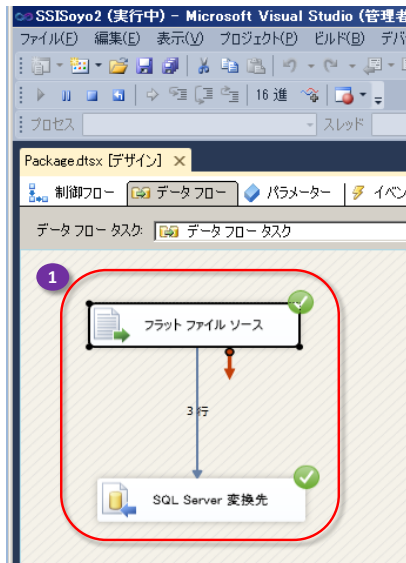 SSISoyo2 (実行中) - Microsoft Visual Studio (管理者
ファイル(F) 編集(E) 表示(V) プロジェクト(P) ビルド(B) デバ
16 進
プロセス スレッド
Package.dtsx [デザイン] ×
制御フロー データ フロー パラメーター イベン
データ フロー タスク: データ フロー タスク
1
フラット ファイル ソース
3 行
SQL Server 変換先